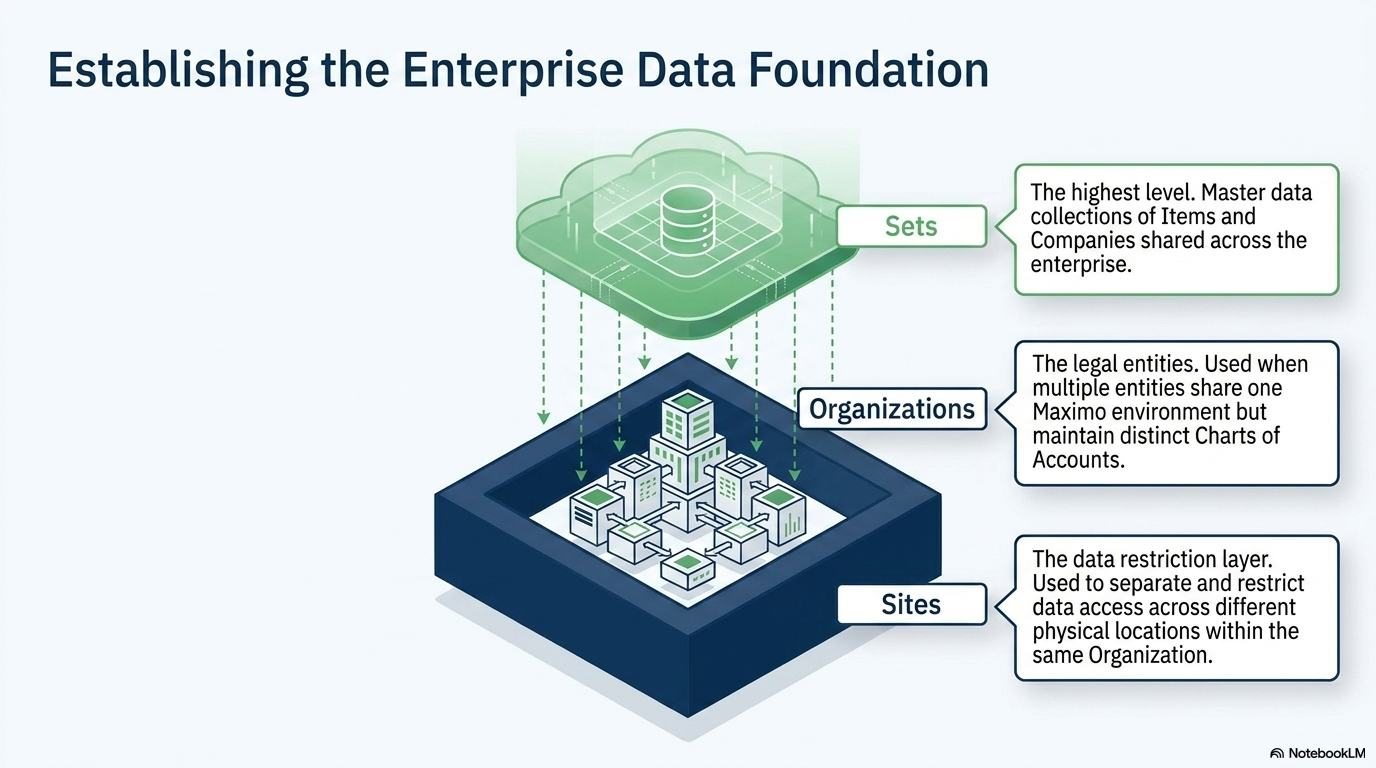 Establishing the Enterprise Data Foundation
Sets
The highest level. Master data
collections of Items and
Companies shared across the
enterprise.
Organizations
The legal entities. Used when
multiple entities share one
Maximo environment but
maintain distinct Charts of
Accounts.
Sites
The data restriction layer.
Used to separate and restrict
data access across different
physical locations within the
same Organization.
NotebookLM